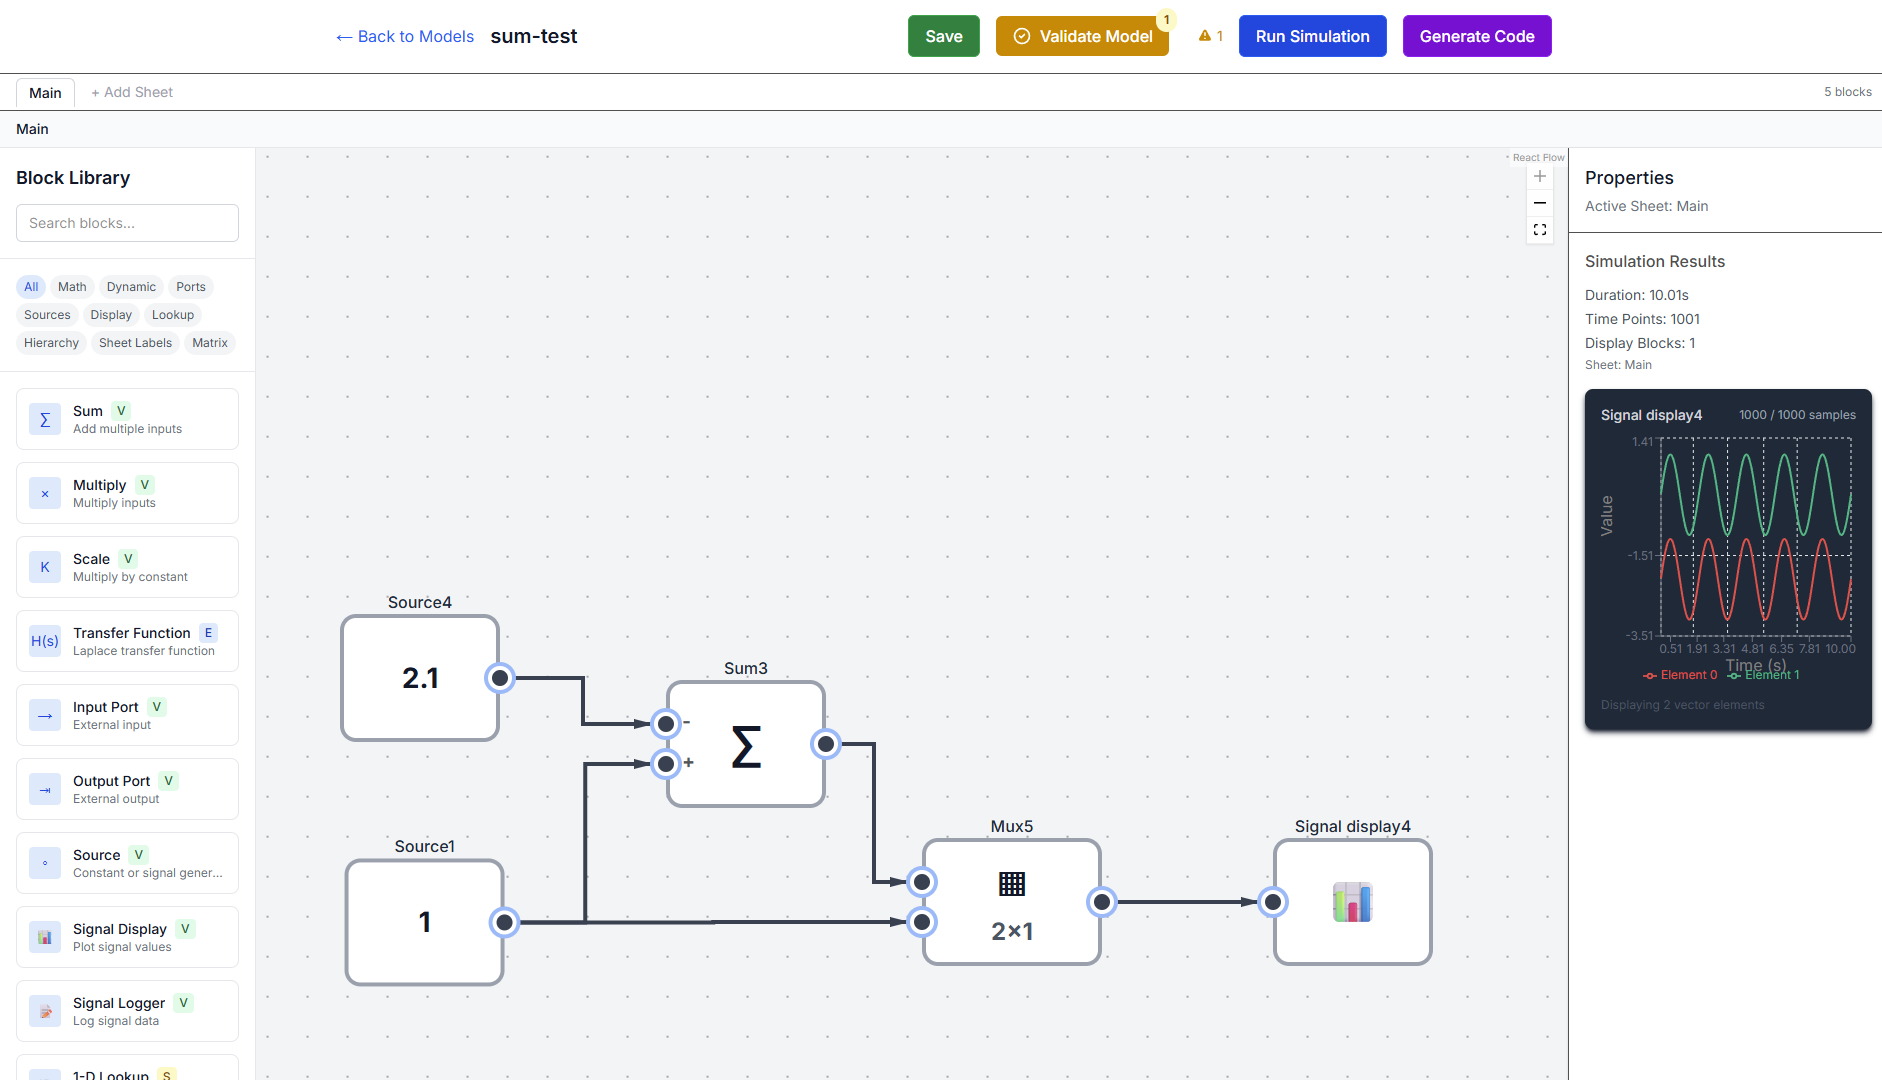 ← Back to Models
sum-test
Save
Validate Model
1
1
Run Simulation
Generate Code
Main
+ Add Sheet
5 blocks
Main
Block Library
Search blocks...
All
Math
Dynamic
Ports
Sources
Display
Lookup
Hierarchy
Sheet Labels
Matrix
Σ
Sum V
Add multiple inputs
×
Multiply V
Multiply inputs
K
Scale V
Multiply by constant
H(s)
Transfer Function E
Laplace transfer function
→
Input Port V
External input
⇥
Output Port V
External output
Source V
Constant or signal gener...
Signal Display V
Plot signal values
Signal Logger V
Log signal data
1-D Lookup S
React Flow
Source4
2.1
Sum3
-
+
Σ
Source1
1
Mux5
2×1
Signal display4
Properties
Active Sheet: Main
Simulation Results
Duration: 10.01s
Time Points: 1001
Display Blocks: 1
Sheet: Main
Signal display4
1000 / 1000 samples
1.41
-1.51
-3.51
Value
0.51 1.91 3.31 4.81 6.35 7.81 10.00
Time (s)
Element 0
Element 1
Displaying 2 vector elements